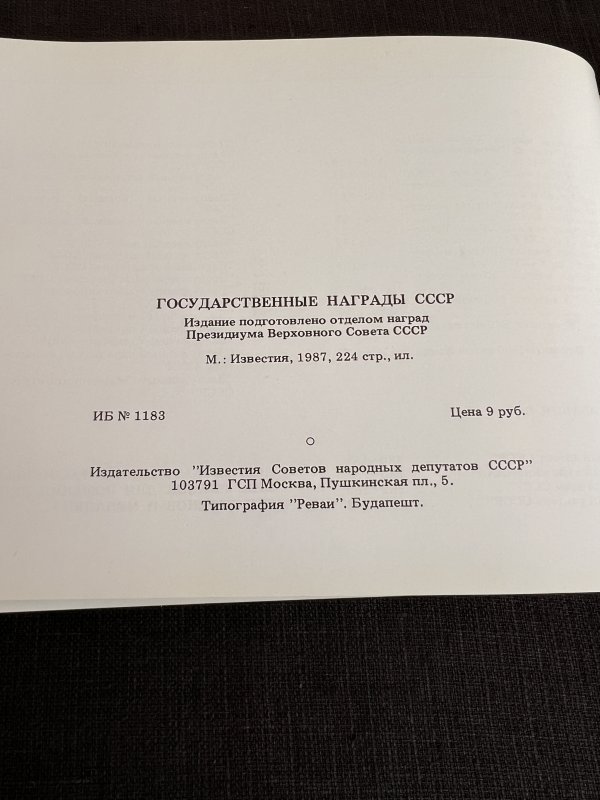 ГОСУДАРСТВЕННЫЕ НАГРАДЫ СССР
Издание подготовлено отделом наград
Президиума Верховного Совета СССР
М.: Известия, 1987, 224 стр., ил.
ИБ № 1183
Цена 9 руб.
Издательство "Известия Советов народных депутатов СССР"
103791 ГСП Москва, Пушкинская пл., 5.
Типография "Реваи". Будапешт.